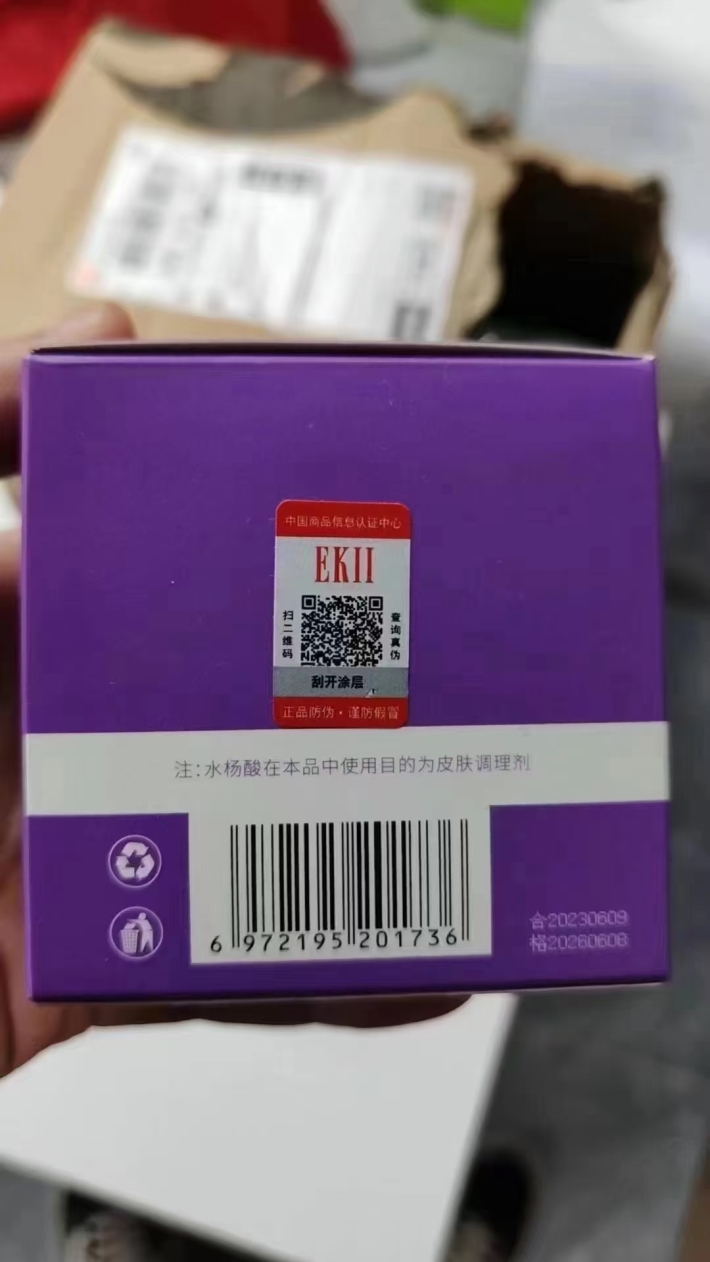 中国商品信息认证中心
EKII
扫二维码
查询真伪
刮开涂层
正品防伪·谨防假冒
注:水杨酸在本品中使用目的为皮肤调理剂
6 972195 201736
合20230609
格20260608